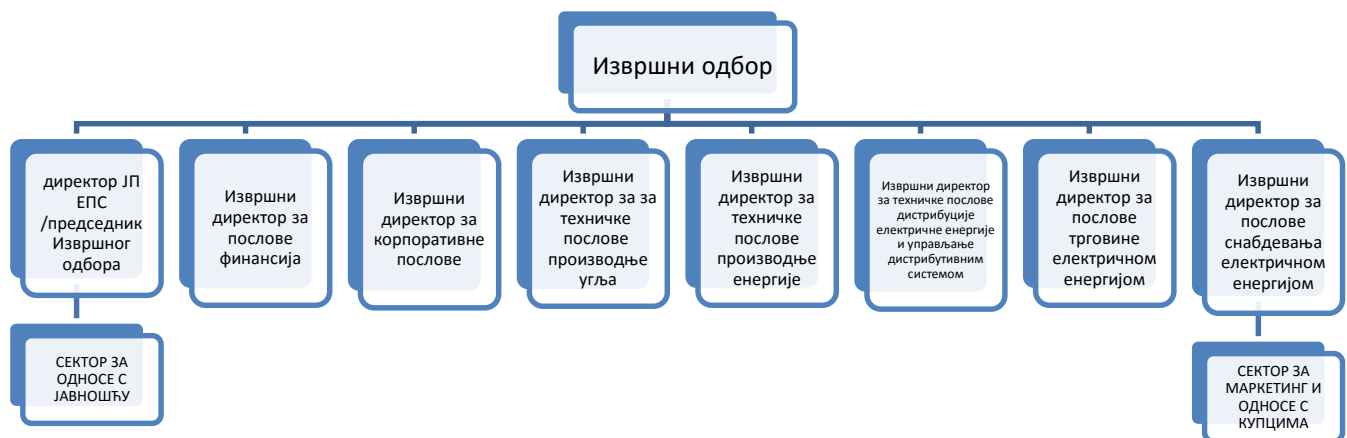 Извршни одбор
директор ЈП
ЕПС
/председник
Извршног
одбора
Извршни
директор за
послове
финансија
Извршни
директор за
корпоративне
послове
Извршни
директор за за
техничке
послове
производње
угља
Извршни
директор за
техничке
послове
производње
енергије
Извршни директор
за техничке послове
дистрибуције
електричне енергије
и управљање
дистрибутивним
системом
Извршни
директор за
послове
трговине
електричном
енергијом
Извршни
директор за
послове
снабдевања
електричном
енергијом
СЕКТОР ЗА
ОДНОСЕ С
ЈАВНОШЋУ
СЕКТОР ЗА
МАРКЕТИНГ И
ОДНОСЕ С
КУПЦИМА